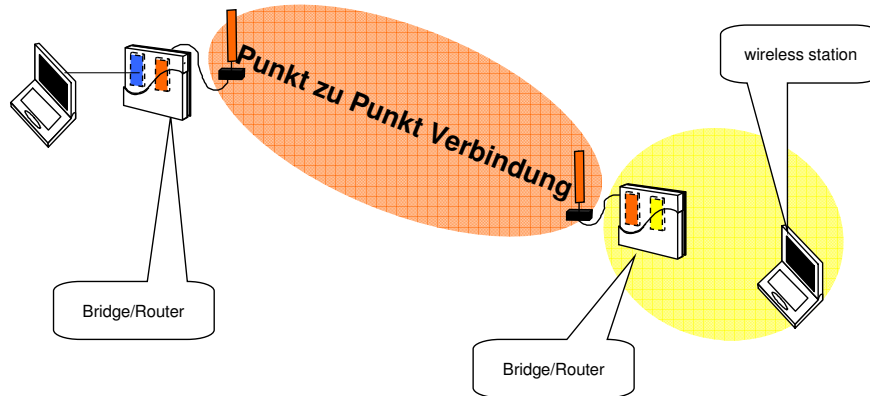 Punkt zu Punkt Verbindung
wireless station
Bridge/Router
Bridge/Router